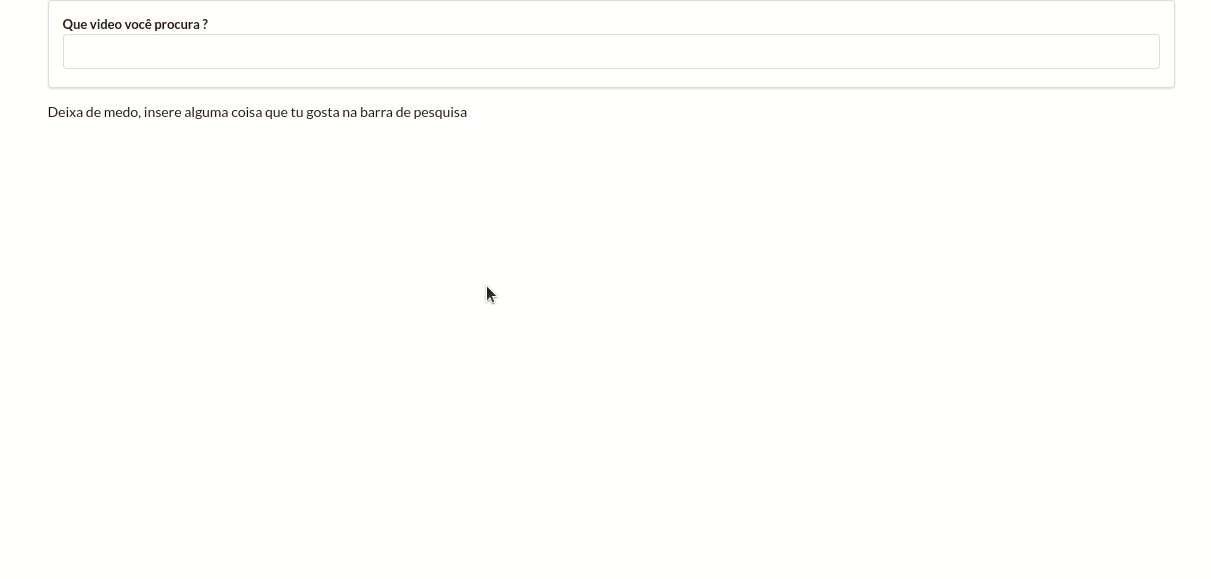 Que video você procura ?
Deixa de medo, insere alguma coisa que tu gosta na barra de pesquisa